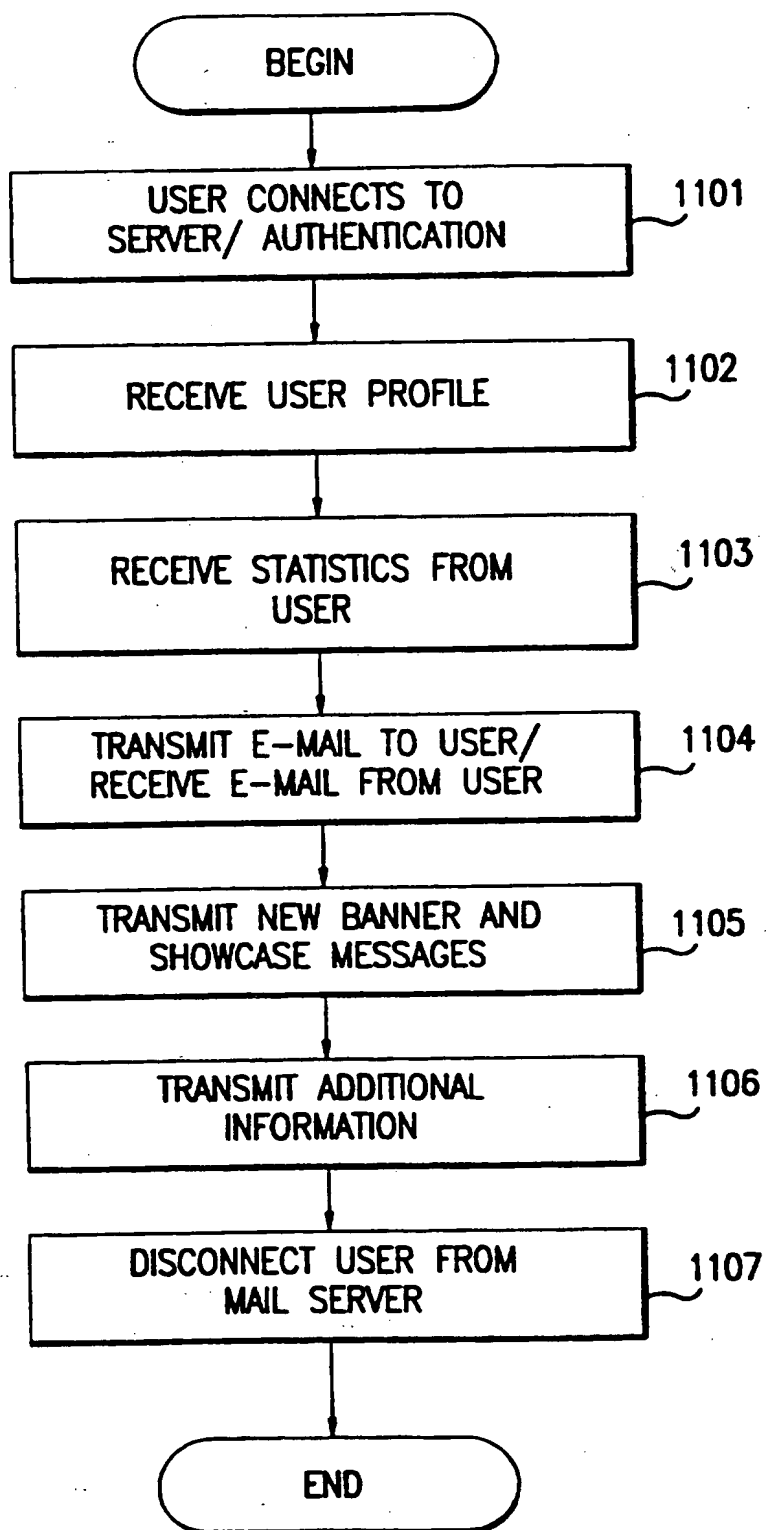 BEGIN
USER CONNECTS TO
SERVER/ AUTHENTICATION
1101
RECEIVE USER PROFILE
1102
RECEIVE STATISTICS FROM
USER
1103
TRANSMIT E-MAIL TO USER/
RECEIVE E-MAIL FROM USER
1104
TRANSMIT NEW BANNER AND
SHOWCASE MESSAGES
1105
TRANSMIT ADDITIONAL
INFORMATION
1106
DISCONNECT USER FROM
MAIL SERVER
1107
END